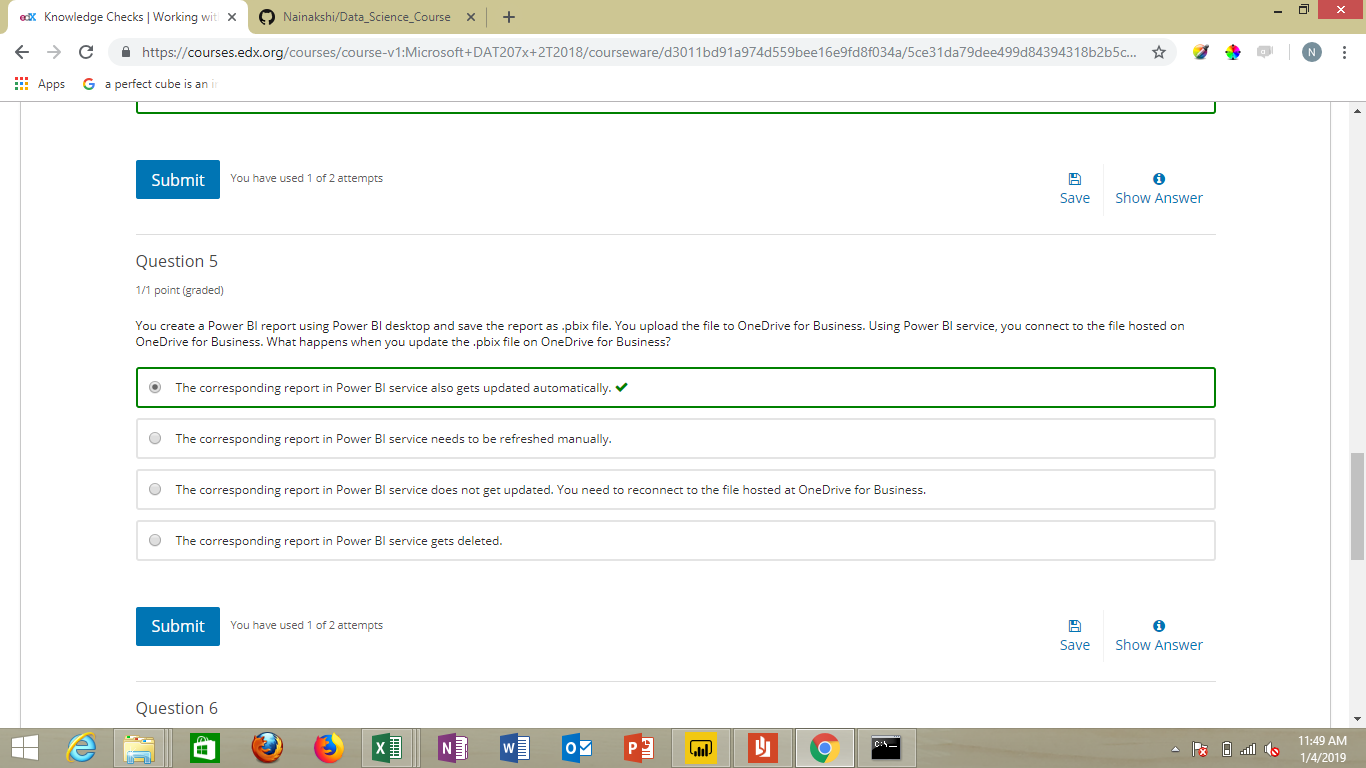 edX Knowledge Checks | Working wit
Nainakshi/Data_Science_Course
https://courses.edx.org/courses/course-v1:Microsoft+DAT207x+2T2018/courseware/d3011bd91a974d559bee16e9fd8f034a/5ce31da79dee499d84394318b2b5c...
N
Apps
G a perfect cube is an i
Submit
You have used 1 of 2 attempts
Save
Show Answer
Question 5
1/1 point (graded)
You create a Power BI report using Power BI desktop and save the report as .pbix file. You upload the file to OneDrive for Business. Using Power BI service, you connect to the file hosted on
OneDrive for Business. What happens when you update the .pbix file on OneDrive for Business?
The corresponding report in Power BI service also gets updated automatically.
The corresponding report in Power BI service needs to be refreshed manually.
The corresponding report in Power BI service does not get updated. You need to reconnect to the file hosted at OneDrive for Business.
The corresponding report in Power BI service gets deleted.
Submit
You have used 1 of 2 attempts
Save
Show Answer
Question 6
11:49 AM
1/4/2019